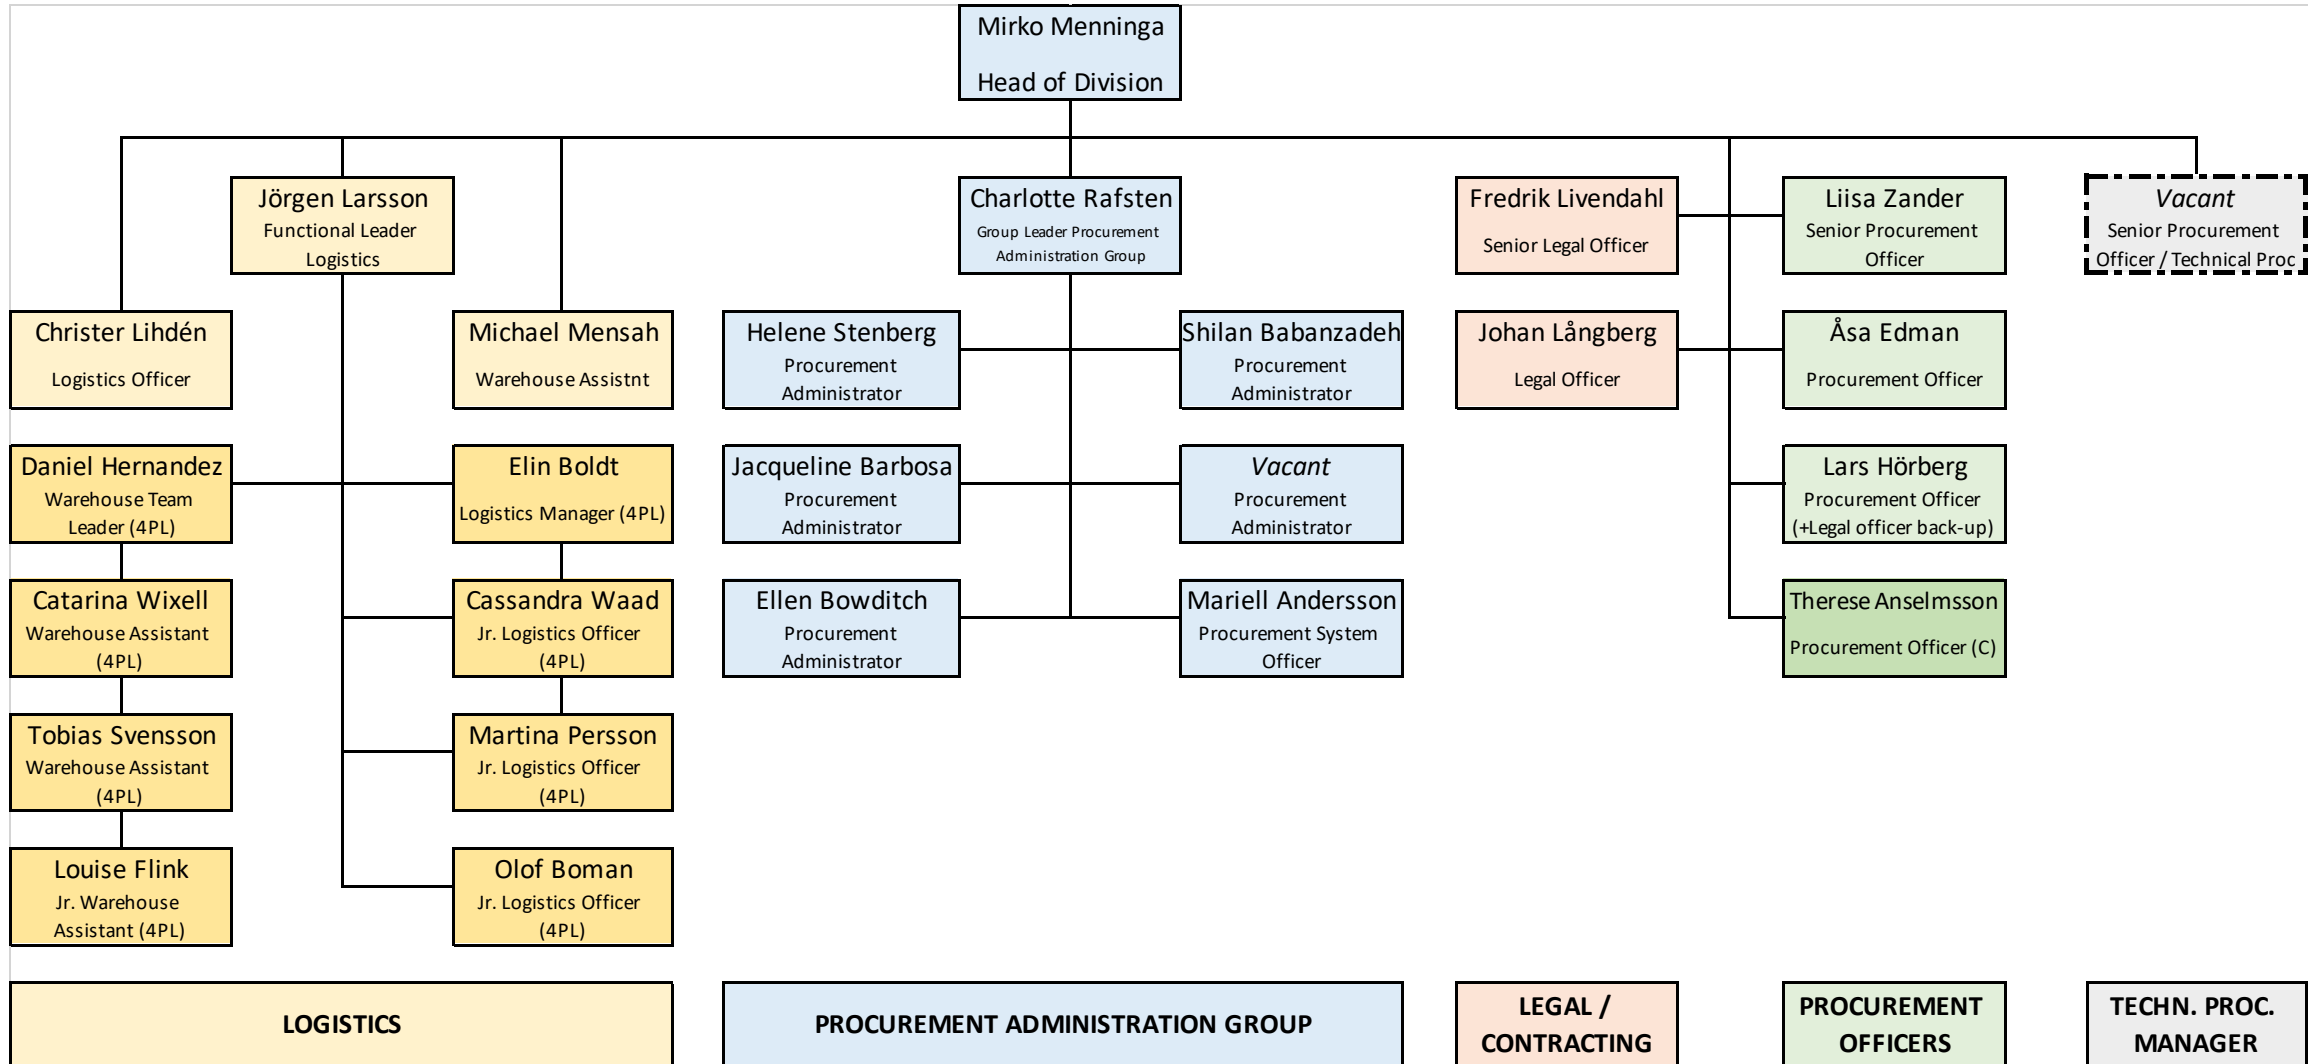 Mirko Menninga
Head of Division
Jörgen Larsson
Functional Leader
Logistics
Charlotte Rafsten
Group Leader Procurement
Administration Group
Fredrik Livendahl
Senior Legal Officer
Liisa Zander
Senior Procurement
Officer
Vacant
Senior Procurement
Officer / Technical Proc
Christer Lihdén
Logistics Officer
Michael Mensah
Warehouse Assistnt
Helene Stenberg
Procurement
Administrator
Shilan Babanzadeh
Procurement
Administrator
Johan Långberg
Legal Officer
Åsa Edman
Procurement Officer
Daniel Hernandez
Warehouse Team
Leader (4PL)
Elin Boldt
Logistics Manager (4PL)
Jacqueline Barbosa
Procurement
Administrator
Vacant
Procurement
Administrator
Lars Hörberg
Procurement Officer
(+Legal officer back-up)
Catarina Wixell
Warehouse Assistant
(4PL)
Cassandra Waad
Jr. Logistics Officer
(4PL)
Ellen Bowditch
Procurement
Administrator
Mariell Andersson
Procurement System
Officer
Therese Anselmsson
Procurement Officer (C)
Tobias Svensson
Warehouse Assistant
(4PL)
Martina Persson
Jr. Logistics Officer
(4PL)
Louise Flink
Jr. Warehouse
Assistant (4PL)
Olof Boman
Jr. Logistics Officer
(4PL)
LOGISTICS
PROCUREMENT ADMINISTRATION GROUP
LEGAL /
CONTRACTING
PROCUREMENT
OFFICERS
TECHN. PROC.
MANAGER